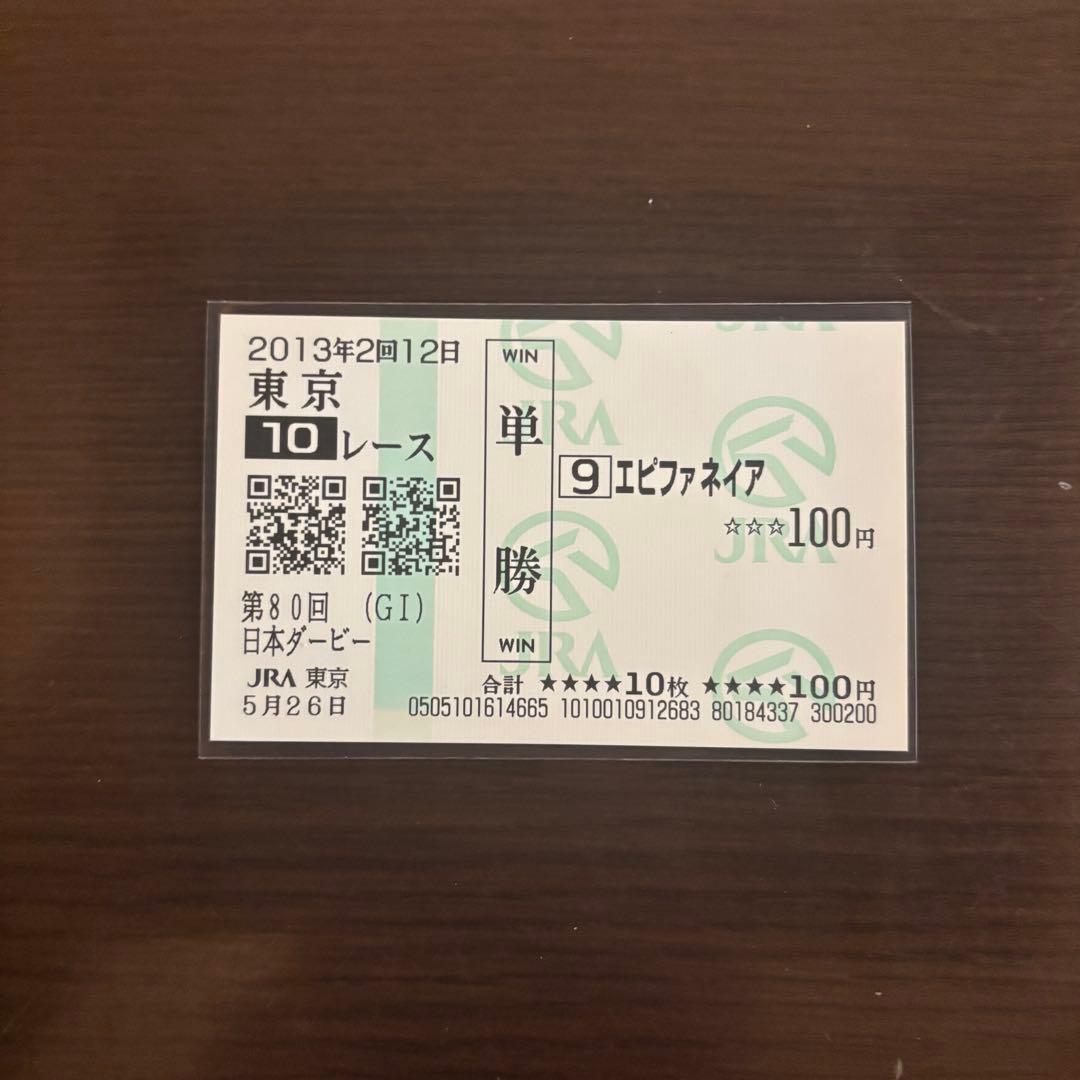 2013年2回12日
東京
10レース
第80回 (GI)
日本ダービー
JRA 東京
5月26日
WIN
単勝
WIN
9 エピファネイア
☆☆☆100円
合計 ★★★★10枚 ★★★★100円
0505101614665 1010010912683 80184337 300200
JRA
JRA
JRA
JRA